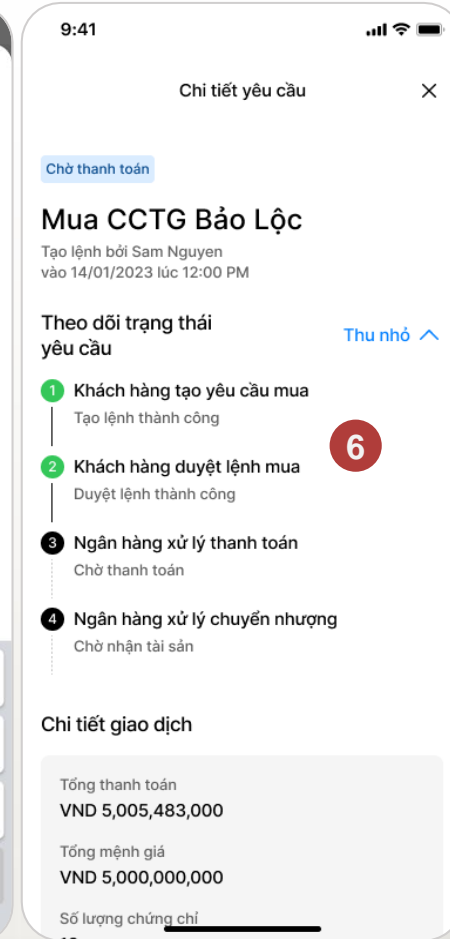 9:41
Chi tiết yêu cầu
Chờ thanh toán
Mua CCTG Bảo Lộc
Tạo lệnh bởi Sam Nguyen
vào 14/01/2023 lúc 12:00 PM
Theo dõi trạng thái
yêu cầu
Thu nhỏ
1 Khách hàng tạo yêu cầu mua
Tạo lệnh thành công
6
2 Khách hàng duyệt lệnh mua
Duyệt lệnh thành công
3 Ngân hàng xử lý thanh toán
Chờ thanh toán
4 Ngân hàng xử lý chuyển nhượng
Chờ nhận tài sản
Chi tiết giao dịch
Tổng thanh toán
VND 5,005,483,000
Tổng mệnh giá
VND 5,000,000,000
Số lượng chứng chỉ